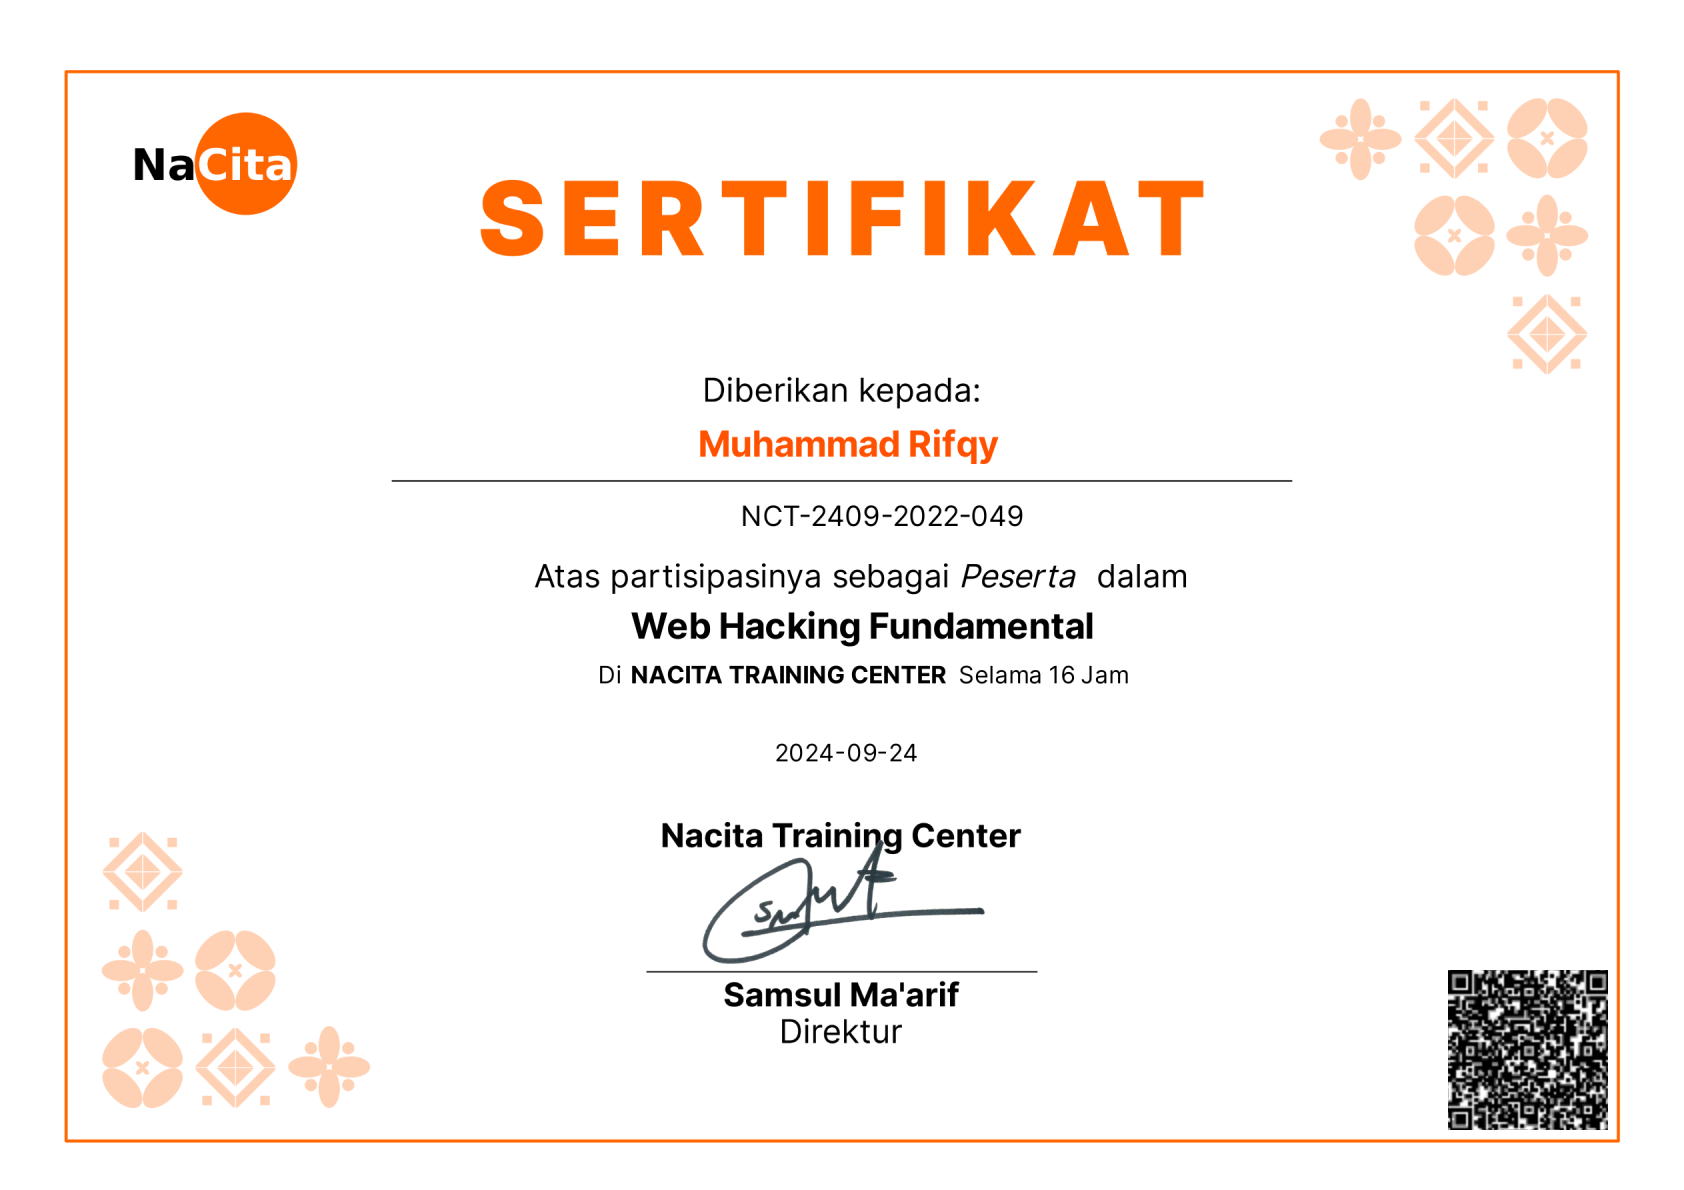 NaCita
SERTIFIKAT
Diberikan kepada:
Muhammad Rifqy
NCT-2409-2022-049
Atas partisipasinya sebagai Peserta dalam
Web Hacking Fundamental
Di NACITA TRAINING CENTER Selama 16 Jam
2024-09-24
Nacita Training Center
Samsul Ma'arif
Direktur